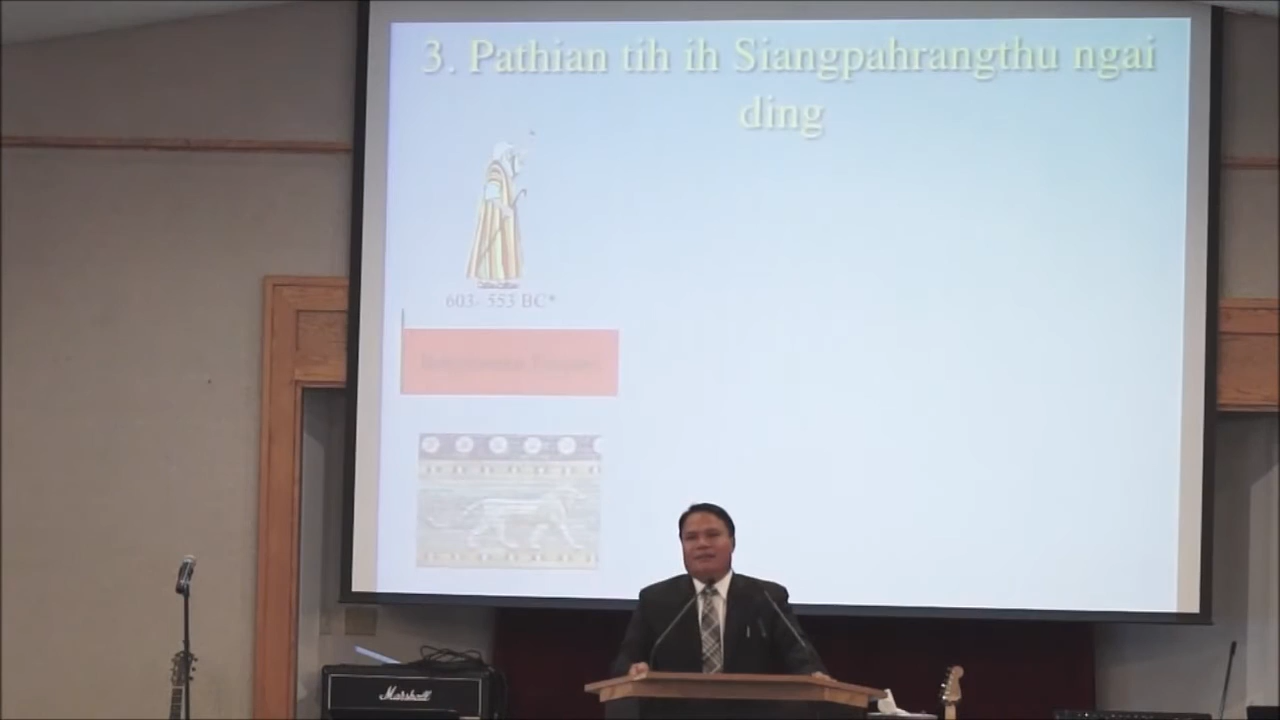 3. Pathian tih ih Siangpahrangthu ngai
ding
603- 553 BC*
Marshall